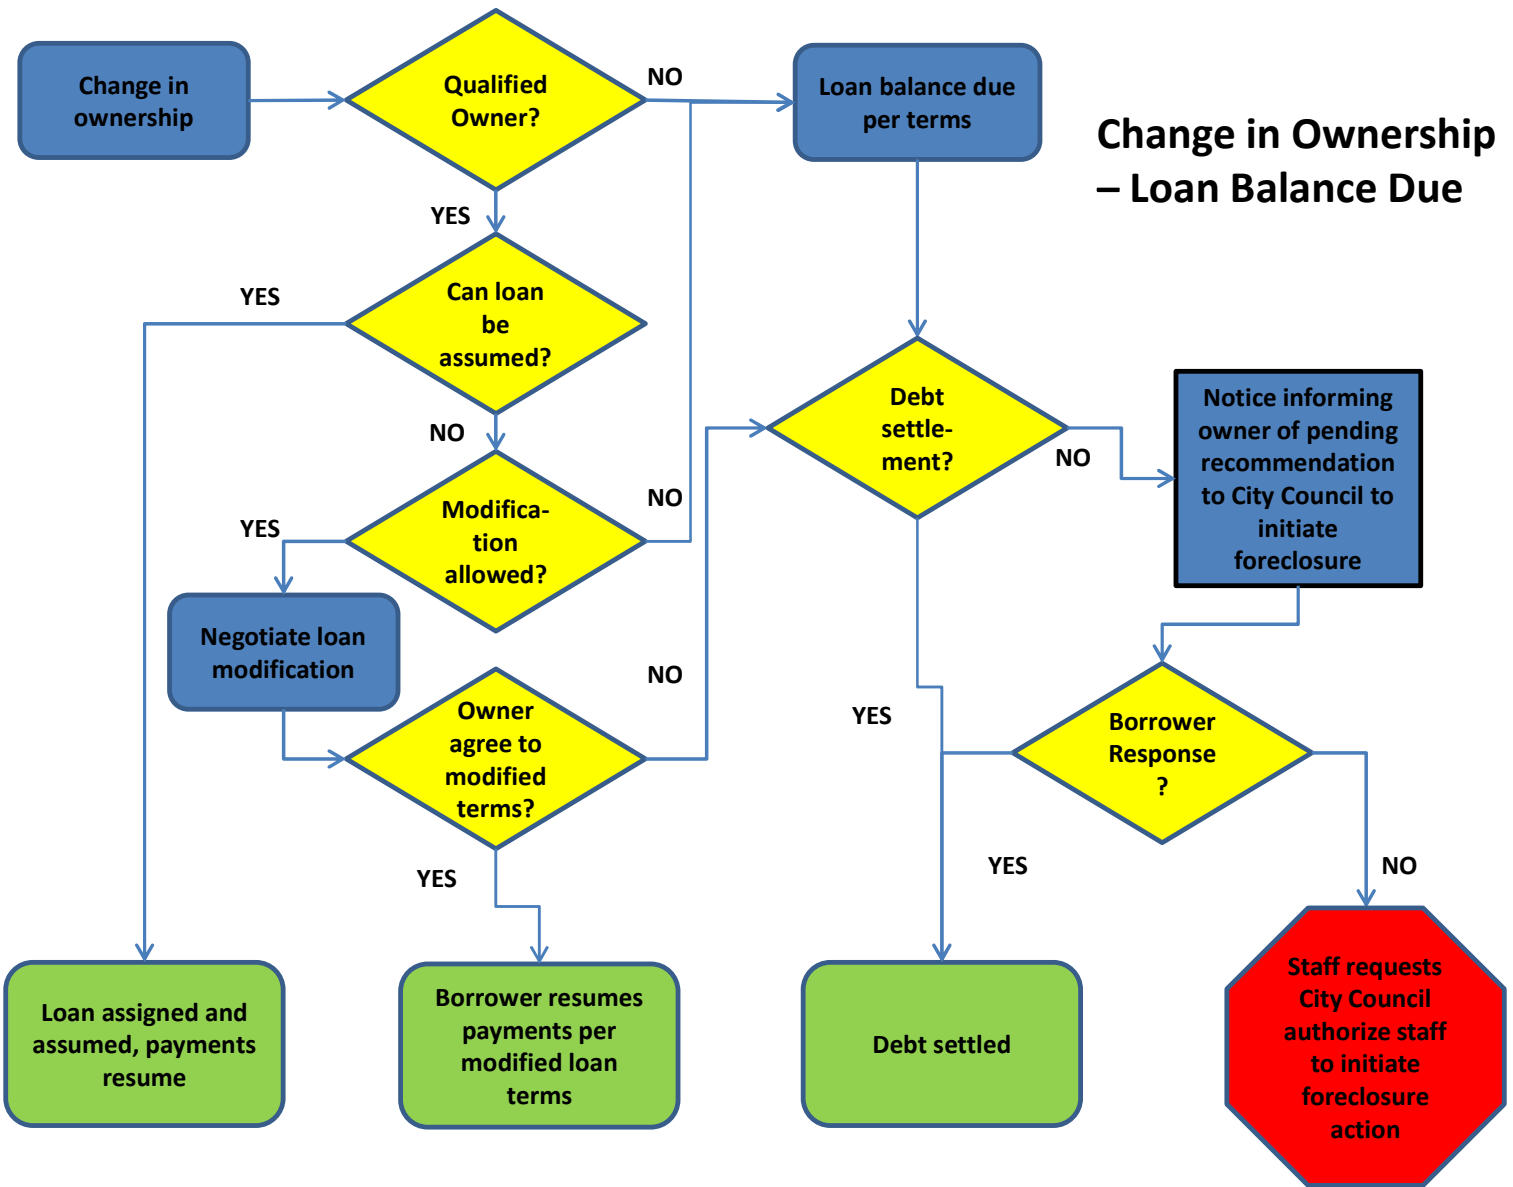 Change in
ownership
Qualified
Owner?
NO
Loan balance due
per terms
Change in Ownership
– Loan Balance Due
YES
YES
Can loan
be
assumed?
NO
Debt
settle-
ment?
NO
Notice informing
owner of pending
recommendation
to City Council to
initiate
foreclosure
YES
Modifica-
tion
allowed?
NO
Negotiate loan
modification
NO
Owner
agree to
modified
terms?
YES
Borrower
Response
?
YES
YES
NO
Loan assigned and
assumed, payments
resume
Borrower resumes
payments per
modified loan
terms
Debt settled
Staff requests
City Council
authorize staff
to initiate
foreclosure
action